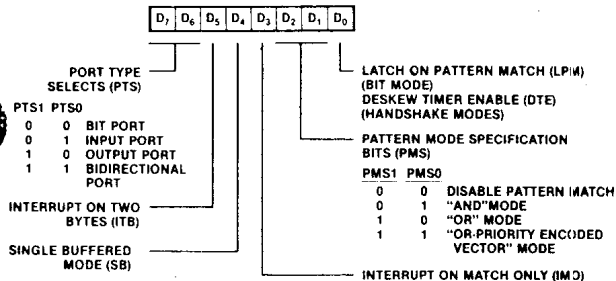 D7 D6 D5 D4 D3 D2 D1 D0
PORT TYPE
SELECTS (PTS)
PTS1 PTS0
0 0 BIT PORT
0 1 INPUT PORT
1 0 OUTPUT PORT
1 1 BIDIRECTIONAL
PORT
INTERRUPT ON TWO
BYTES (ITB)
SINGLE BUFFERED
MODE (SB)
LATCH ON PATTERN MATCH (LPM)
(BIT MODE)
DESKEW TIMER ENABLE (DTE)
(HANDSHAKE MODES)
PATTERN MODE SPECIFICATION
BITS (PMS)
PMS1 PMS0
0 0 DISABLE PATTERN MATCH
0 1 "AND"MODE
1 0 "OR" MODE
1 1 "OR-PRIORITY ENCODED
VECTOR" MODE
INTERRUPT ON MATCH ONLY (IMO)